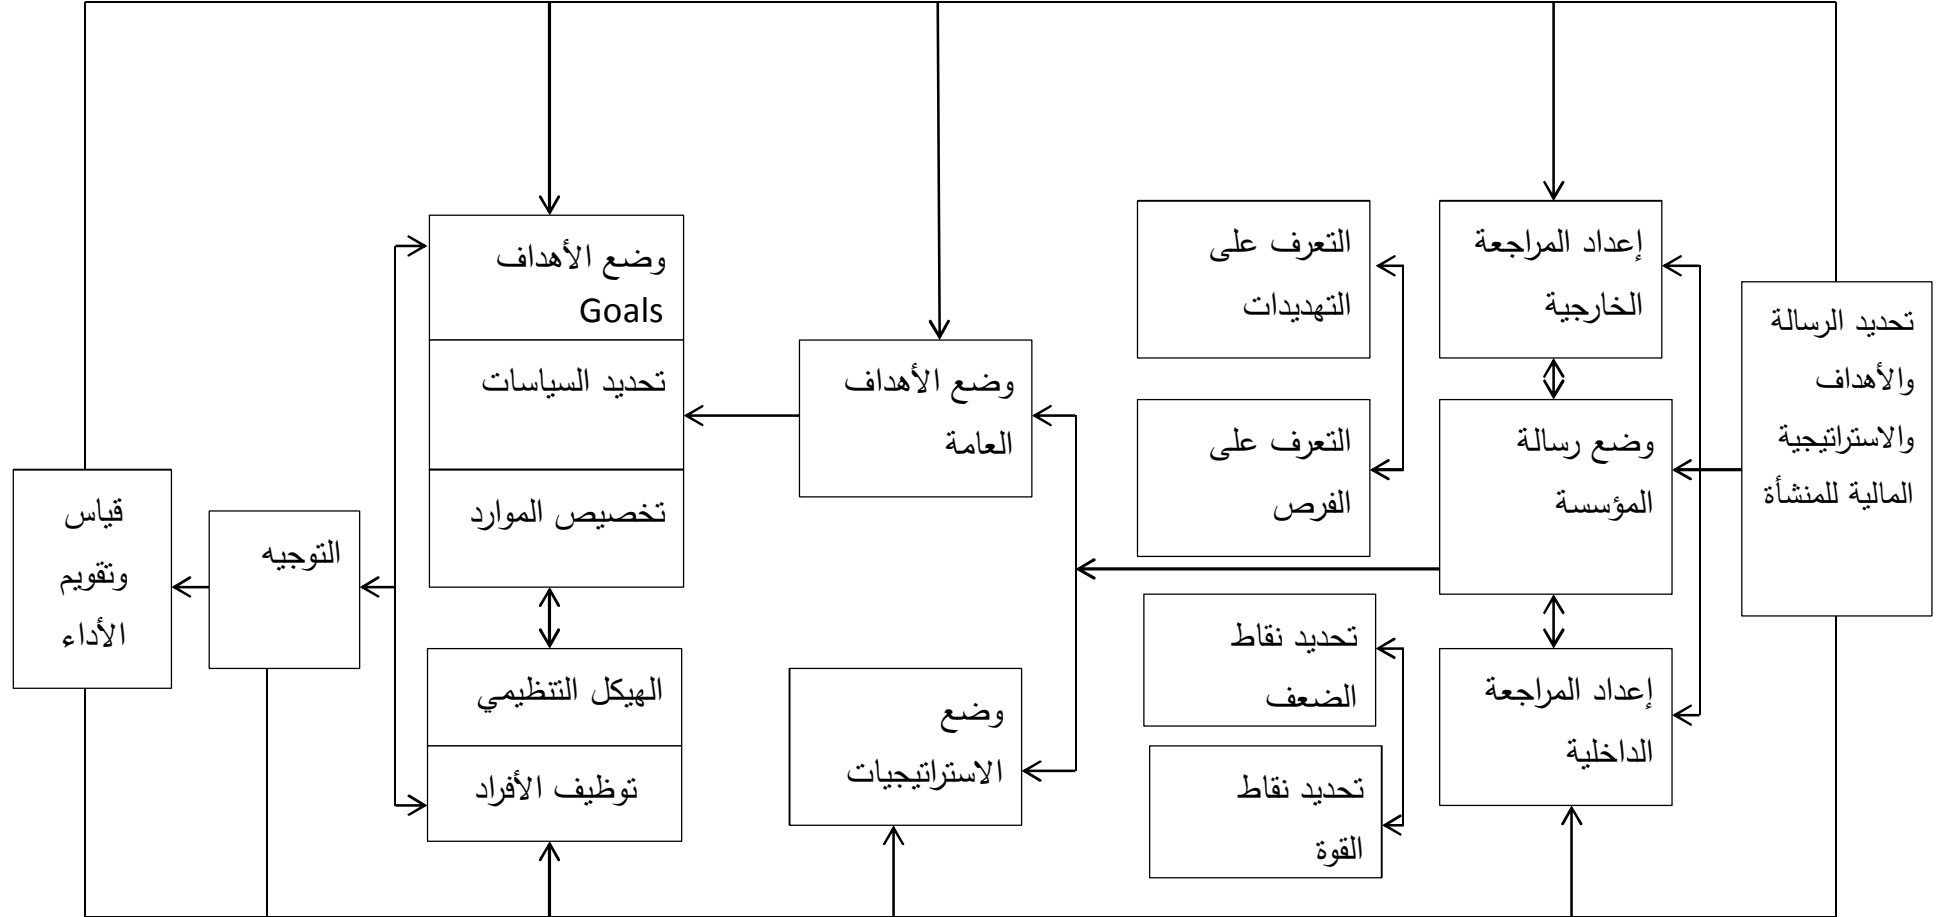 تحديد الرسالة
والأهداف
والاستراتيجية
المالية للمنشأة
إعداد المراجعة
الخارجية
وضع رسالة
المؤسسة
إعداد المراجعة
الداخلية
التعرف على
التهديدات
التعرف على
الفرص
تحديد نقاط
الضعف
تحديد نقاط
القوة
وضع الأهداف
العامة
وضع
الاستراتيجيات
وضع الأهداف
Goals
تحديد السياسات
تخصيص الموارد
الهيكل التنظيمي
توظيف الأفراد
التوجيه
قياس
وتقويم
الأداء